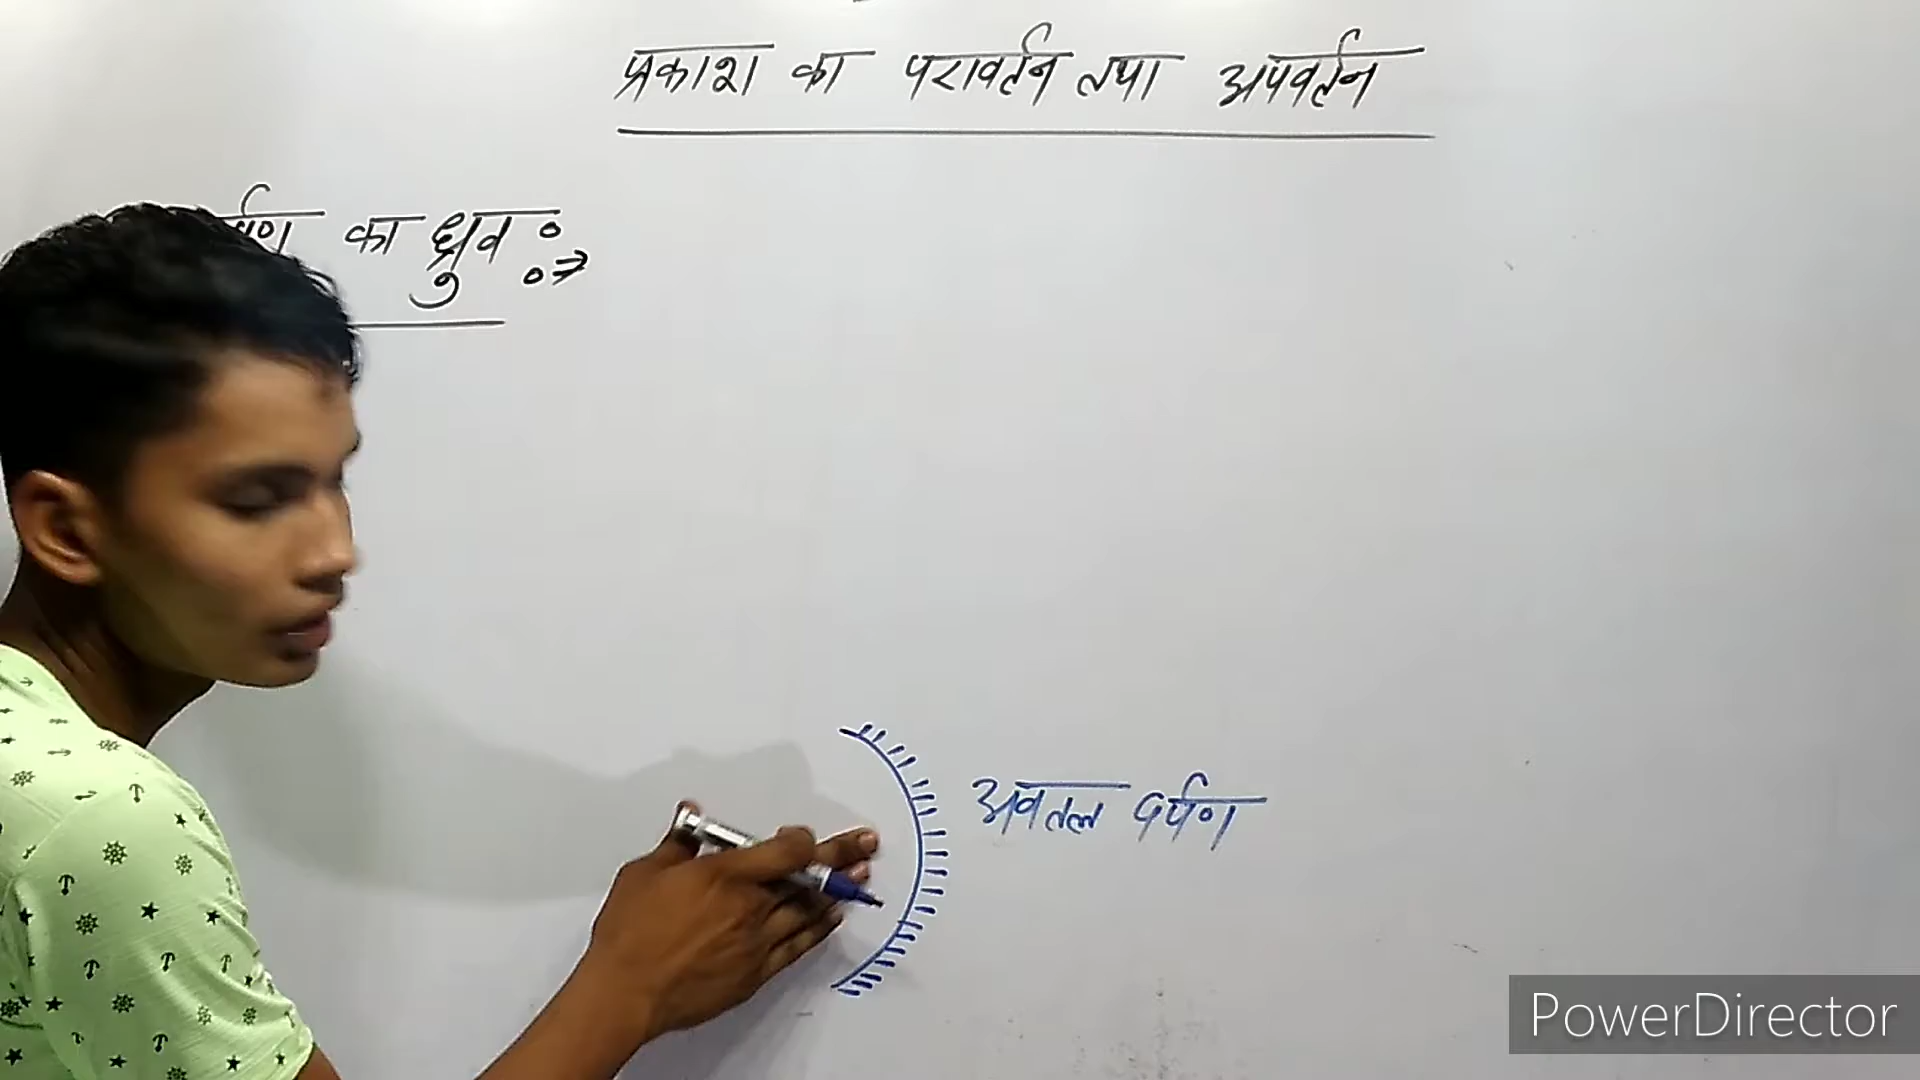 प्रकाश का परावर्तन तथा अपवर्तन
का ध्रुव :⇒
अवतल दर्पण
PowerDirector